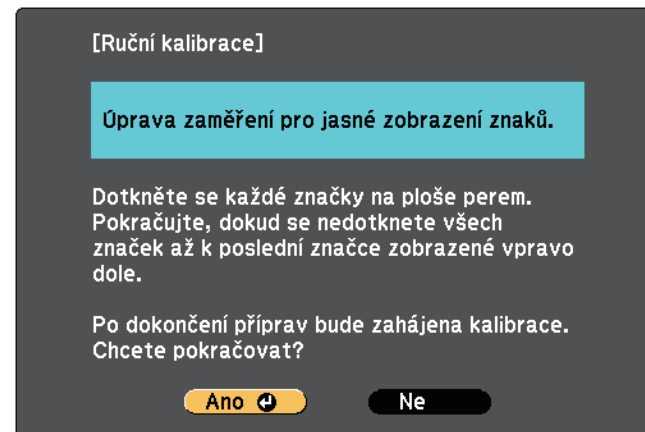 [Ruční kalibrace]
Úprava zaměření pro jasné zobrazení znaků.
Dotkněte se každé značky na ploše perem.
Pokračujte, dokud se nedotknete všech
značek až k poslední značce zobrazené vpravo
dole.
Po dokončení příprav bude zahájena kalibrace.
Chcete pokračovat?
Ano
Ne